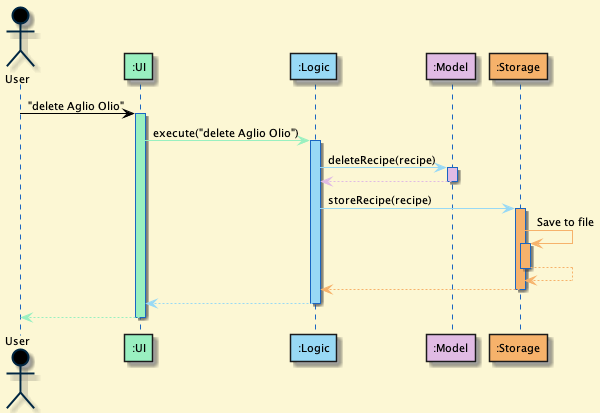 :UI
:Logic
:Model
:Storage
User
"delete Aglio Olio"
execute("delete Aglio Olio")
deleteRecipe(recipe)
storeRecipe(recipe)
Save to file
User
:UI
:Logic
:Model
:Storage